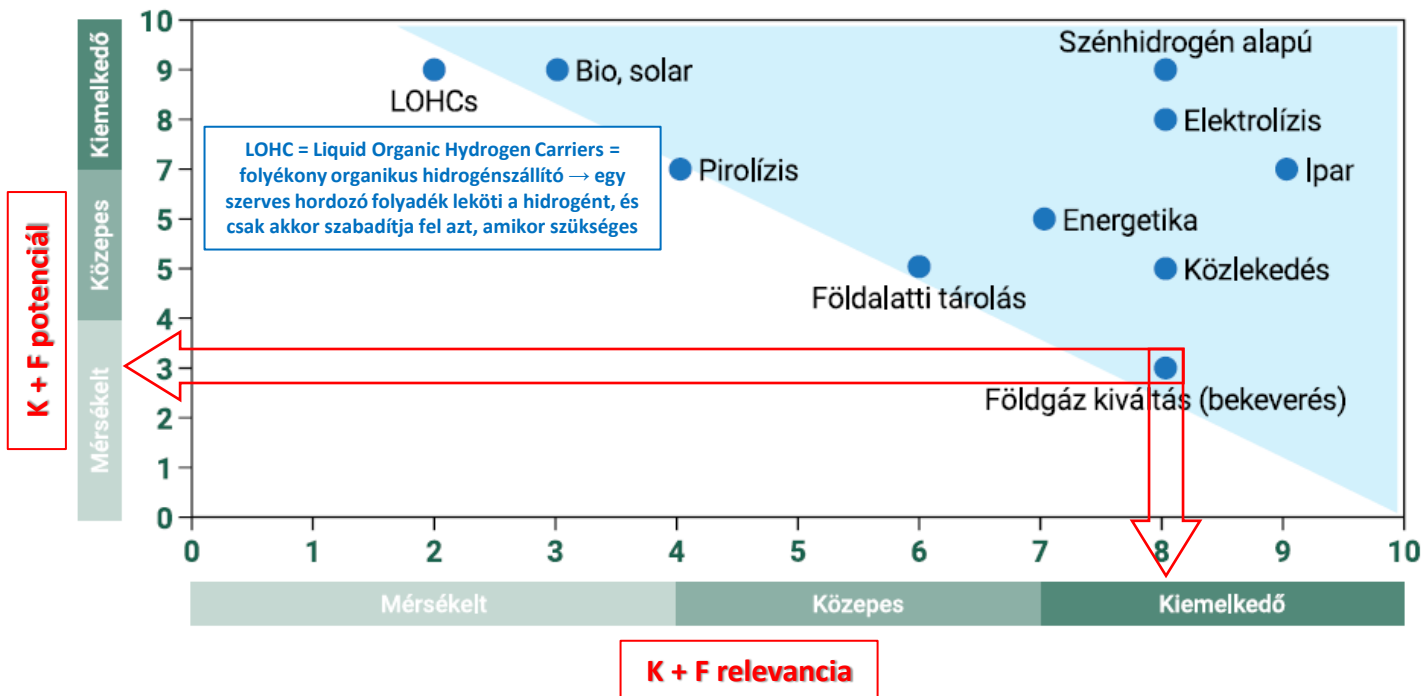 K + F potenciál
Kiemelkedő
Közepes
Mérsékelt
10
9
8
7
5
5
4
3
2
1
0
LOHCs
Bio, solar
Szénhidrogén alapú
Elektrolízis
LOHC = Liquid Organic Hydrogen Carriers =
folyékony organikus hidrogénszállító → egy
szerves hordozó folyadék leköti a hidrogént, és
csak akkor szabadítja fel azt, amikor szükséges
Pirolízis
Ipar
Energetika
Földalatti tárolás
Közlekedés
Földgáz kiváltás (bekeverés)
0 1 2 3 4 5 6 7 8 9 10
Mérsékelt Közepes Kiemelkedő
K + F relevancia